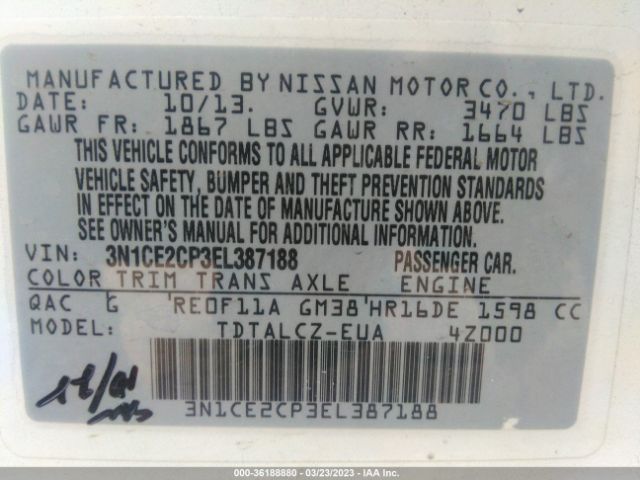 MANUFACTURED BY NISSAN MOTOR CO., LTD.
DATE: 10/13. GVWR: 3470 LBS
GAWR FR: 1867 LBS GAWR RR: 1664 LBS
THIS VEHICLE CONFORMS TO ALL APPLICABLE FEDERAL MOTOR
VEHICLE SAFETY, BUMPER AND THEFT PREVENTION STANDARDS
IN EFFECT ON THE DATE OF MANUFACTURE SHOWN ABOVE.
SEE OWNER'S MANUAL FOR ADDITIONAL INFORMATION.
VIN: 3N1CE2CP3EL387188 PASSENGER CAR.
COLOR TRIM TRANS AXLE ENGINE
QAC G 'RE0F11A GM38'HR16DE 1598 CC
MODEL: TDTALCZ-EUA 4Z000
3N1CE2CP3EL387188
000-36188880 - 03/23/2023 - IAA Inc.